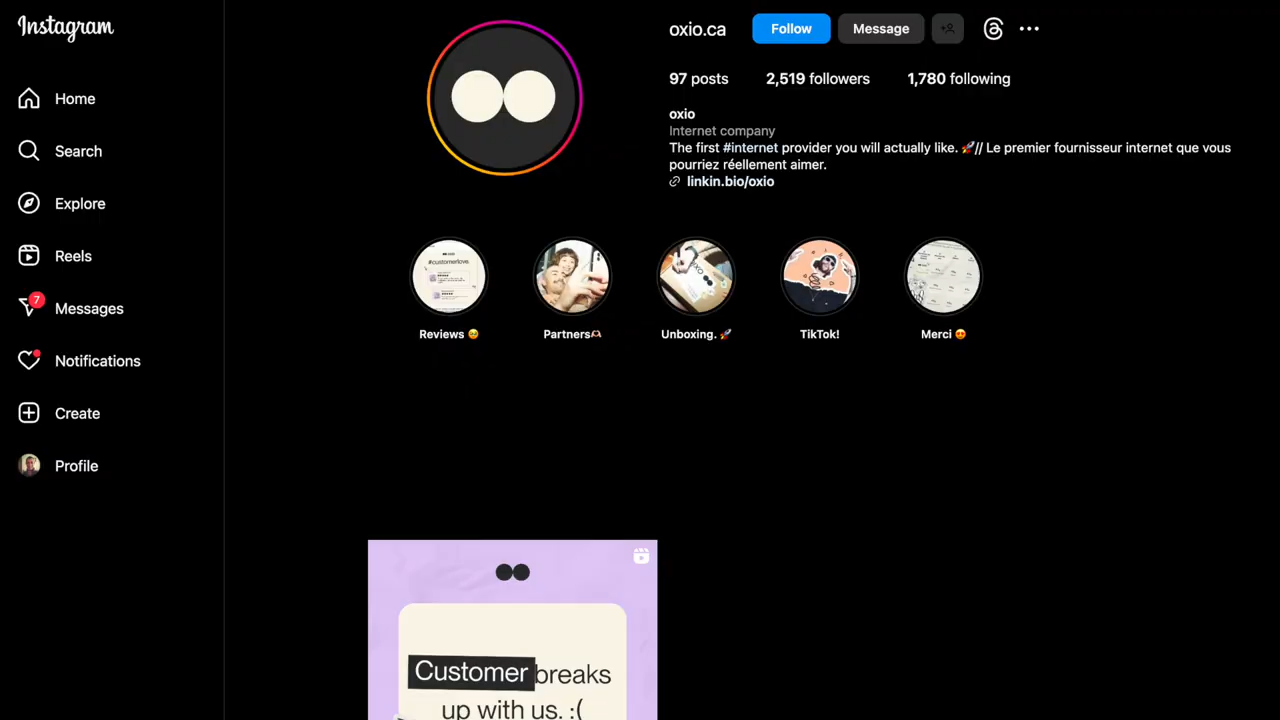 Instagram
Home
Search
Explore
Reels
7
Messages
Notifications
Create
Profile
oxio.ca
Follow
Message
97 posts
2,519 followers
1,780 following
oxio
Internet company
The first #internet provider you will actually like. 🚀// Le premier fournisseur internet que vous
pourriez réellement aimer.
linkin.bio/oxio
#customerlove
Reviews 🥹
Partners🫶🏼
Unboxing. 🚀
TikTok!
Merci 😍
Customer breaks
up with us. :(